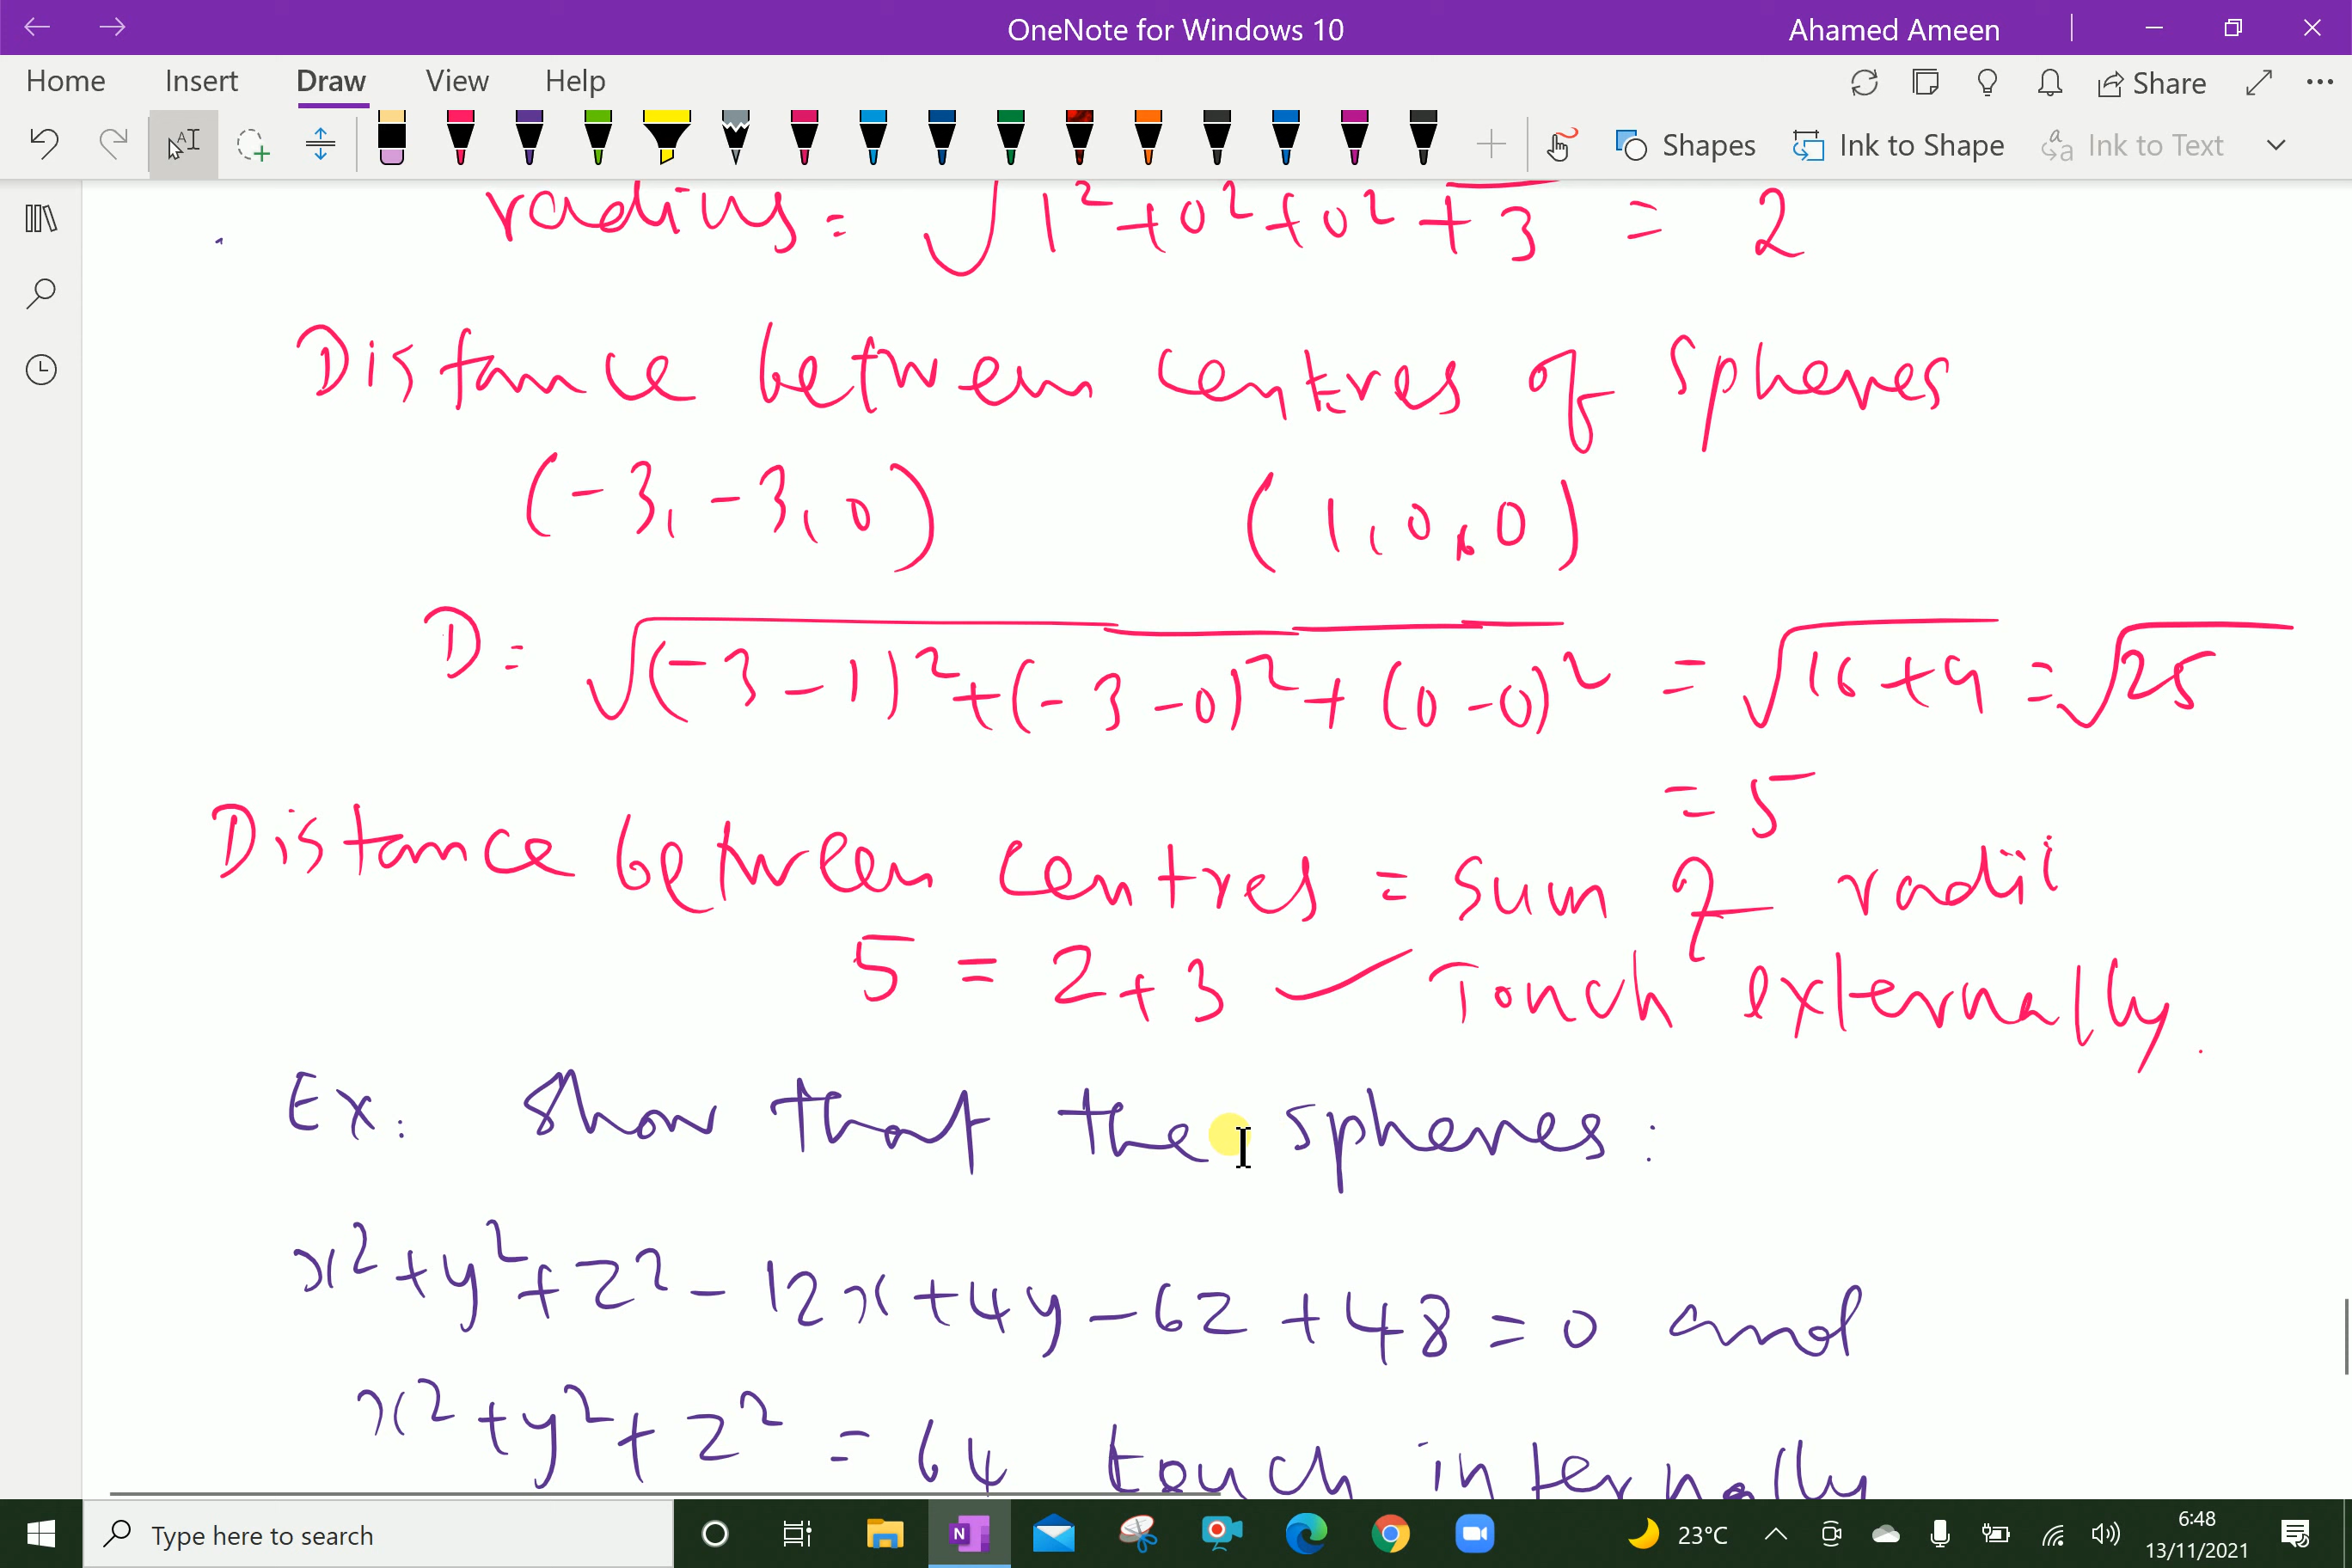 OneNote for Windows 10
Ahamed Ameen
Home Insert Draw View Help
Share
Shapes Ink to Shape Ink to Text
radius = √1² + 0² + 0² + 3 = 2
Distance between centres of spheres
(-3, -3, 0) (1, 0, 0)
D = √(-3 - 1)² + (-3 - 0)² + (0 - 0)² = √16 + 9 = √25
= 5
Distance between centres = sum of radii
5 = 2 + 3 ✓ Touch externally.
Ex: Show that the spheres:
x² + y² + z² - 12x + 4y - 6z + 48 = 0 and
x² + y² + z² = 64 touch internally
Type here to search
23°C
6:48
13/11/2021